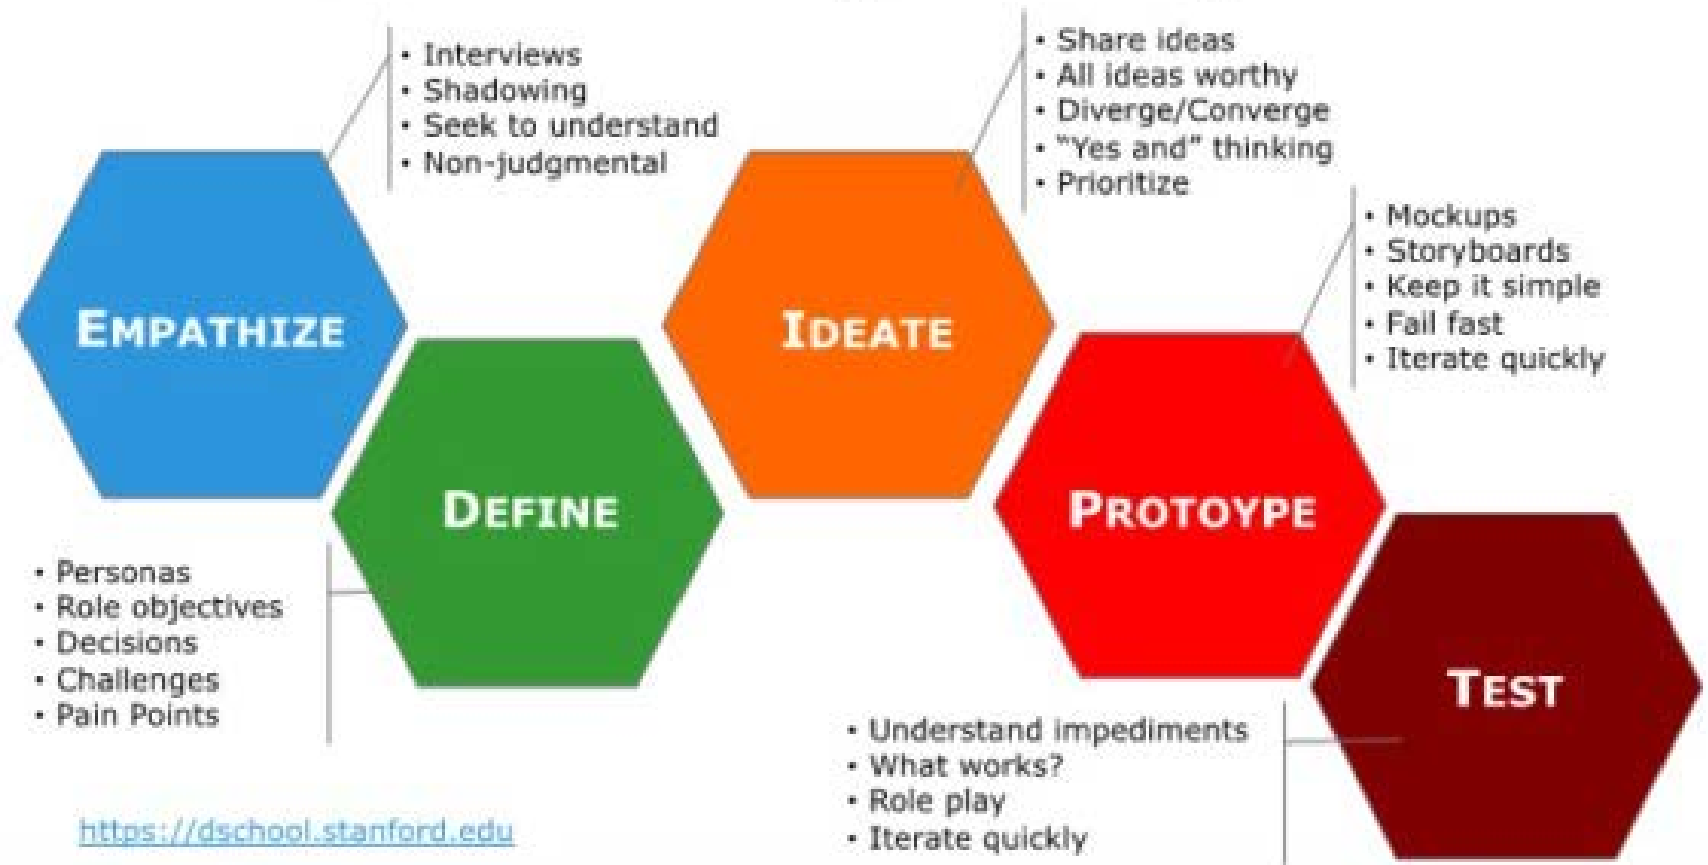 • Interviews
• Shadowing
• Seek to understand
• Non-judgmental
EMPATHIZE
• Personas
• Role objectives
• Decisions
• Challenges
• Pain Points
DEFINE
• Share ideas
• All ideas worthy
• Diverge/Converge
• “Yes and” thinking
• Prioritize
IDEATE
• Mockups
• Storyboards
• Keep it simple
• Fail fast
• Iterate quickly
PROTOYPE
• Understand impediments
• What works?
• Role play
• Iterate quickly
TEST
https://dschool.stanford.edu